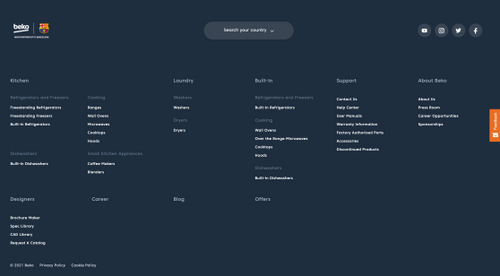 beko
Search your country
Kitchen
Refrigerators and Freezers
Freestanding Refrigerators
Freestanding Freezers
Built-In Refrigerators
Dishwashers
Built-In Dishwashers
Cooking
Ranges
Wall Ovens
Microwaves
Cooktops
Hoods
Small Kitchen Appliances
Coffee Makers
Blenders
Laundry
Washers
Washers
Dryers
Dryers
Built-In
Refrigerators and Freezers
Built-In Refrigerators
Cooking
Wall Ovens
Over the Range Microwaves
Cooktops
Hoods
Dishwashers
Built-In Dishwashers
Support
Contact Us
Help Center
User Manuals
Warranty Information
Factory Authorized Parts
Accessories
Discontinued Products
About Beko
About Us
Press Room
Career Opportunities
Sponsorships
Feedback
Designers
Brochure Maker
Spec Library
CAD Library
Request A Catalog
Career
Blog
Offers
© 2021 Beko Privacy Policy Cookie Policy